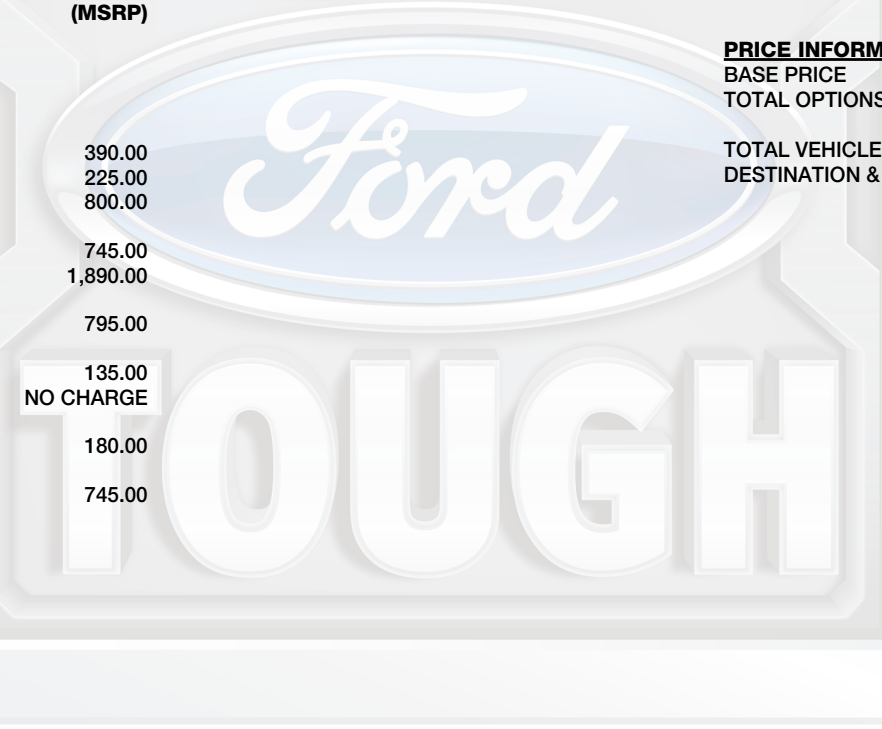 (MSRP)
390.00
225.00
800.00
745.00
1,890.00
795.00
135.00
NO CHARGE
180.00
745.00
PRICE INFORM
BASE PRICE
TOTAL OPTIONS
TOTAL VEHICLE
DESTINATION &
Ford
TOUGH